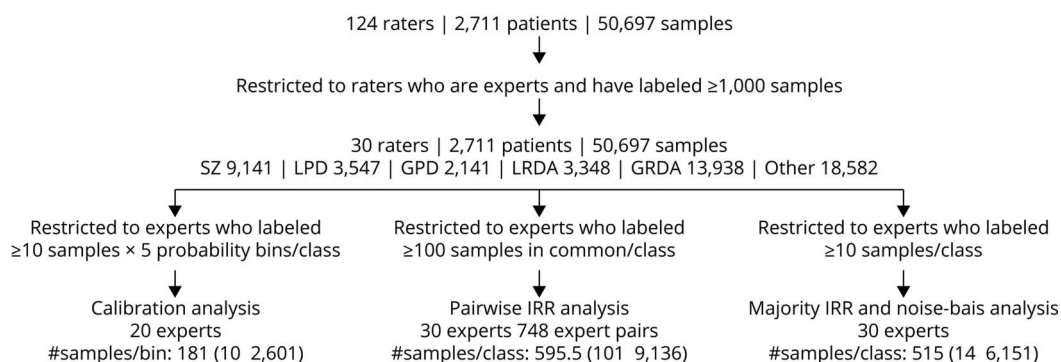 124 raters | 2,711 patients | 50,697 samples
Restricted to raters who are experts and have labeled ≥1,000 samples
30 raters | 2,711 patients | 50,697 samples
SZ 9,141 | LPD 3,547 | GPD 2,141 | LRDA 3,348 | GRDA 13,938 | Other 18,582
Restricted to experts who labeled
≥10 samples × 5 probability bins/class
Calibration analysis
20 experts
#samples/bin: 181 (10 2,601)
Restricted to experts who labeled
≥100 samples in common/class
Pairwise IRR analysis
30 experts 748 expert pairs
#samples/class: 595.5 (101 9,136)
Restricted to experts who labeled
≥10 samples/class
Majority IRR and noise-bais analysis
30 experts
#samples/class: 515 (14 6,151)